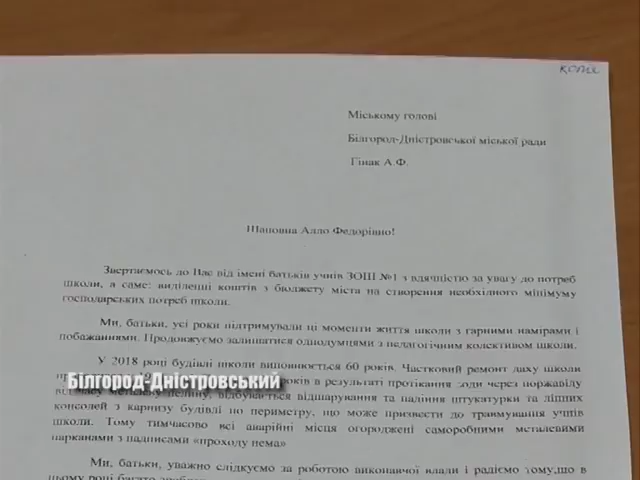 копія
Міському голові
Білгород-Дністровської міської ради
Гінак А.Ф.
Шановна Алло Федорівно!
Звертаємось до Вас від імені батьків учнів ЗОШ №1 з вдячністю за увагу до потреб
школи, а саме: виділенні коштів з бюджету міста на створення необхідного мінімуму
господарських потреб школи.
Ми, батьки, усі роки підтримували ці моменти життя школи з гарними намірами і
побажаннями. Продовжуємо залишатися однодумцями з педагогічним колективом школи.
У 2018 році будівлі школи виповнюється 60 років. Частковий ремонт даху школи
років в результаті протікання води через поржавілу
Білгород-Дністровський
відбувається відшарування та падіння штукатурки та ліпних
консолей з карнизу будівлі по периметру, що може призвести до травмування учнів
школи. Тому тимчасово всі аварійні місця огороджені саморобними металевими
парканами з надписами «проходу нема»
Ми, батьки, уважно слідкуємо за роботою виконавчої влади і радіємо тому,що в
цьому році багато